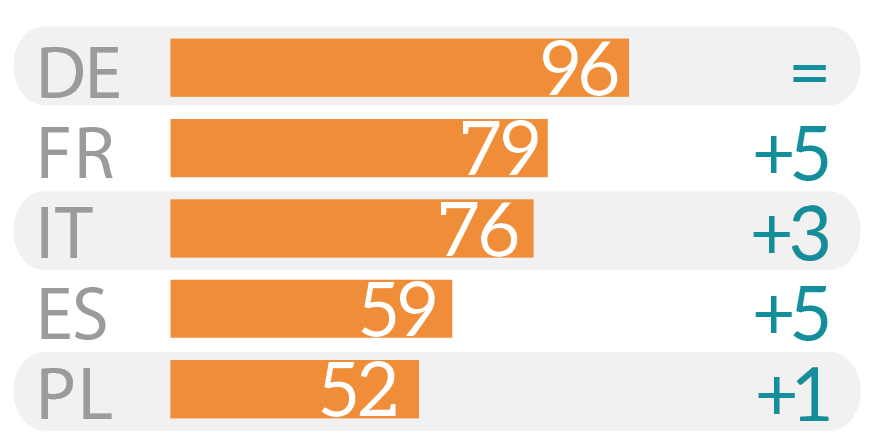 DE 96 =
FR 79 +5
IT 76 +3
ES 59 +5
PL 52 +1